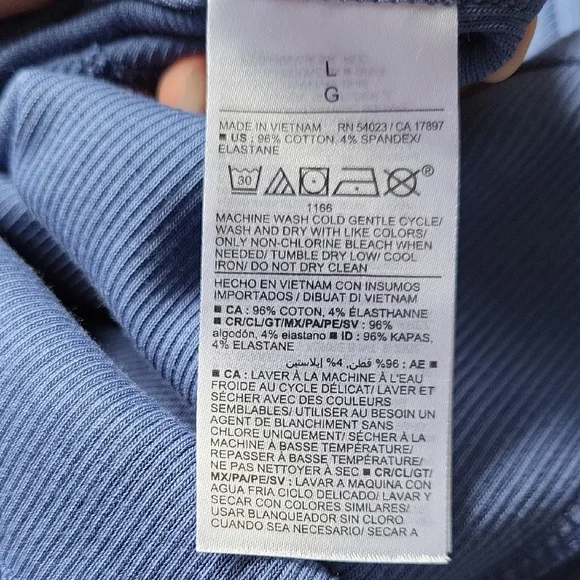 L
G
MADE IN VIETNAM RN 54023 / CA 17897
■ US : 96% COTTON, 4% SPANDEX/
ELASTANE
30
®
1166
MACHINE WASH COLD GENTLE CYCLE/
WASH AND DRY WITH LIKE COLORS/
ONLY NON-CHLORINE BLEACH WHEN
NEEDED/ TUMBLE DRY LOW/ COOL
IRON/ DO NOT DRY CLEAN
HECHO EN VIETNAM CON INSUMOS
IMPORTADOS / DIBUAT DI VIETNAM
■ CA : 96% COTON, 4% ÉLASTHANNE
■ CR/CL/GT/MX/PA/PE/SV : 96%
algodón, 4% elastano ■ ID : 96% KAPAS,
4% ELASTANE
■ AE : 96% قطن, 4% إيلاستين
■ CA : LAVER À LA MACHINE À L'EAU
FROIDE AU CYCLE DÉLICAT/ LAVER ET
SÉCHER AVEC DES COULEURS
SEMBLABLES/ UTILISER AU BESOIN UN
AGENT DE BLANCHIMENT SANS
CHLORE UNIQUEMENT/ SÉCHER À LA
MACHINE À BASSE TEMPÉRATURE/
REPASSER À BASSE TEMPÉRATURE/
NE PAS NETTOYER À SEC ■ CR/CL/GT/
MX/PA/PE/SV : LAVAR A MAQUINA CON
AGUA FRIA CICLO DELICADO/ LAVAR Y
SECAR CON COLORES SIMILARES/
USAR BLANQUEADOR SIN CLORO
CUANDO SEA NECESARIO/ SECAR A